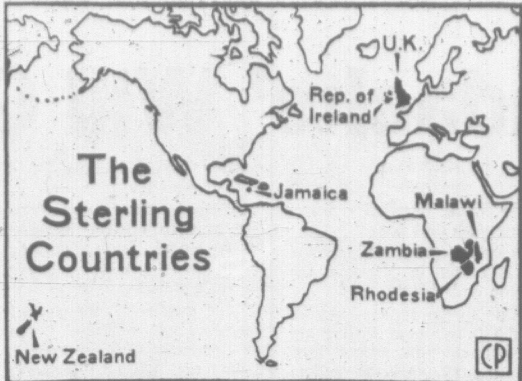 U.K.
Rep. of
Ireland
The
Sterling
Countries
Jamaica
Malawi
Zambia
Rhodesia
New Zealand
CP